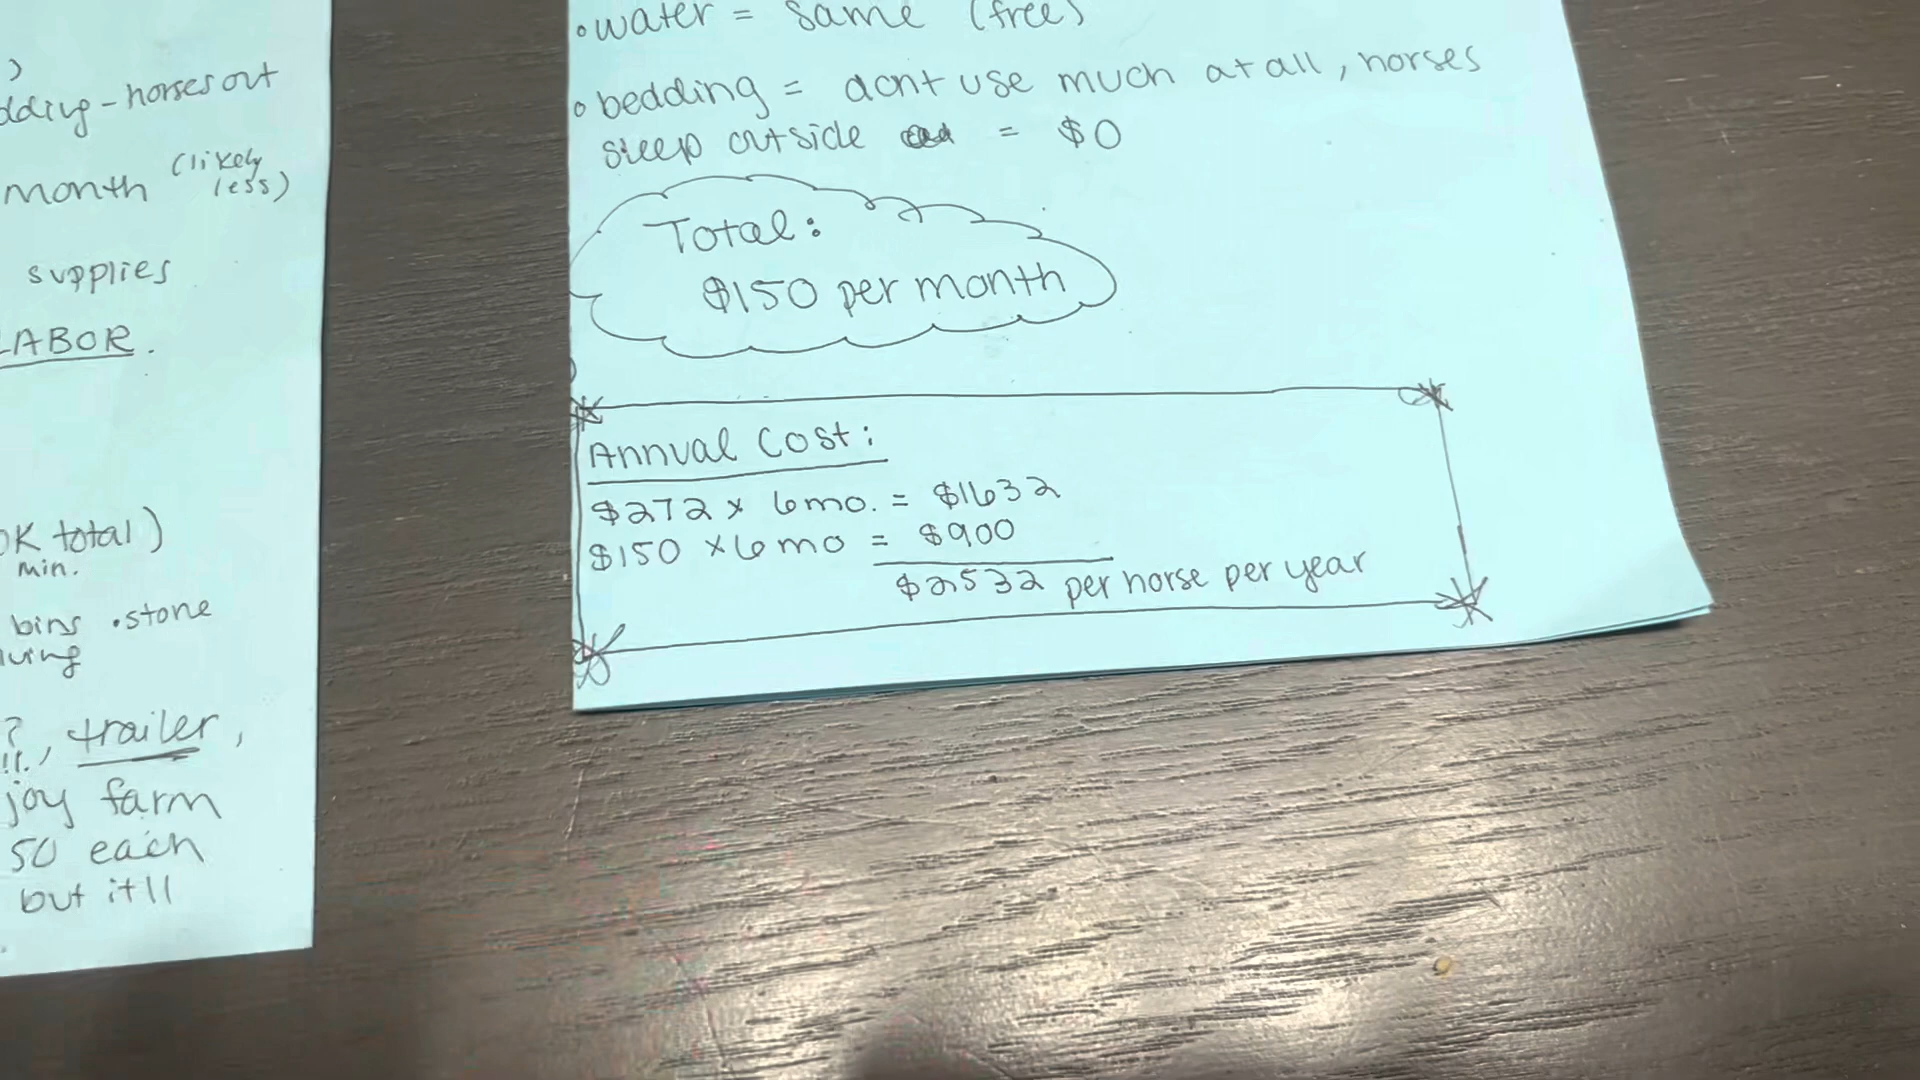 )
dding - horses out
month (likely less)
supplies
LABOR.
K total)
min.
bins • stone
?, trailer,
!!.
joy farm
50 each
but it'll
• water = same (free)
• bedding = dont use much at all, horses
sleep outside = $0
Total:
$150 per month
Annual Cost:
$272 x 6 mo. = $1632
$150 x 6 mo = $900
$2532 per horse per year